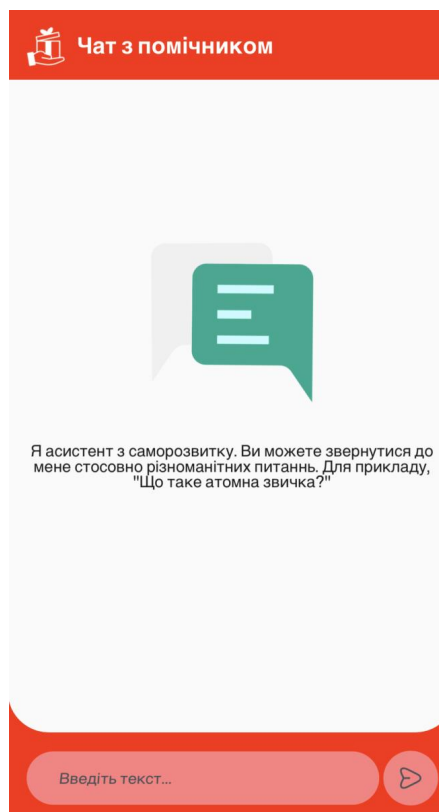 Чат з помічником
Я асистент з саморозвитку. Ви можете звернутися до
мене стосовно різноманітних питаннь. Для прикладу,
"Що таке атомна звичка?"
Введіть текст...